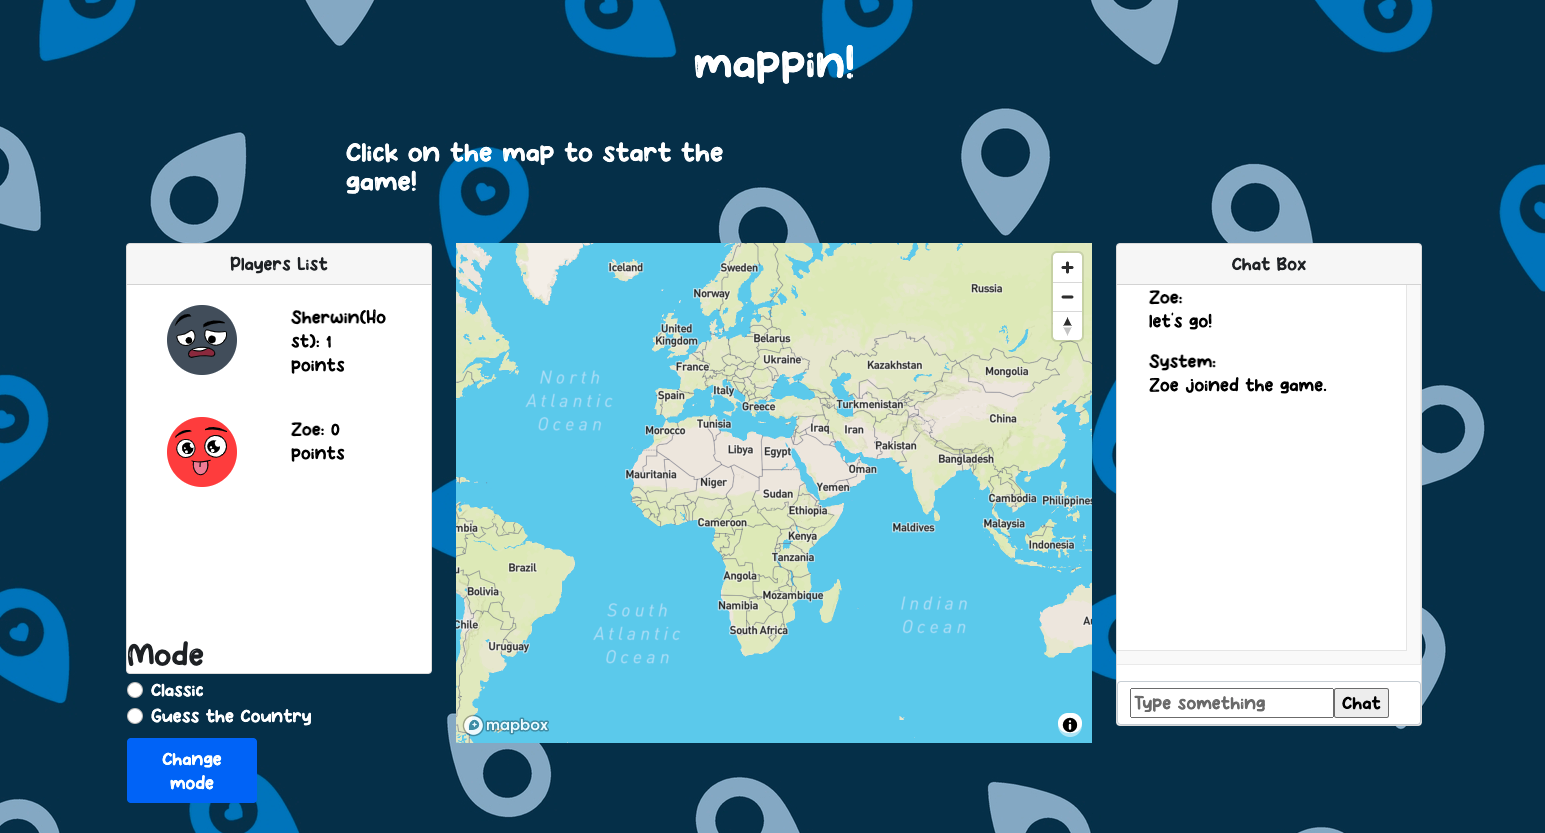 mappin!
Click on the map to start the
game!
Players List
Sherwin(Ho
st): 1
points
Zoe: 0
points
Mode
Classic
Guess the Country
Change
mode
Iceland
Sweden
Norway
Russia
United
Kingdom
Belarus
Ukraine
France
Kazakhstan
Mongolia
North
Atlantic
Ocean
Spain
Italy
Greece
Turkmenistan
China
Morocco
Tunisia
Iraq
Iran
Pakistan
Libya
Egypt
Bangladesh
Mauritania
Niger
Oman
Sudan
Yemen
Cambodia
Philippines
Ethiopia
Cameroon
Maldives
Malaysia
mbia
Kenya
Indonesia
Tanzania
Brazil
Angola
Bolivia
Mozambique
Namibia
South
Atlantic
Ocean
Indian
Ocean
Chile
South Africa
Uruguay
mapbox
Chat Box
Zoe:
let's go!
System:
Zoe joined the game.
Type something
Chat